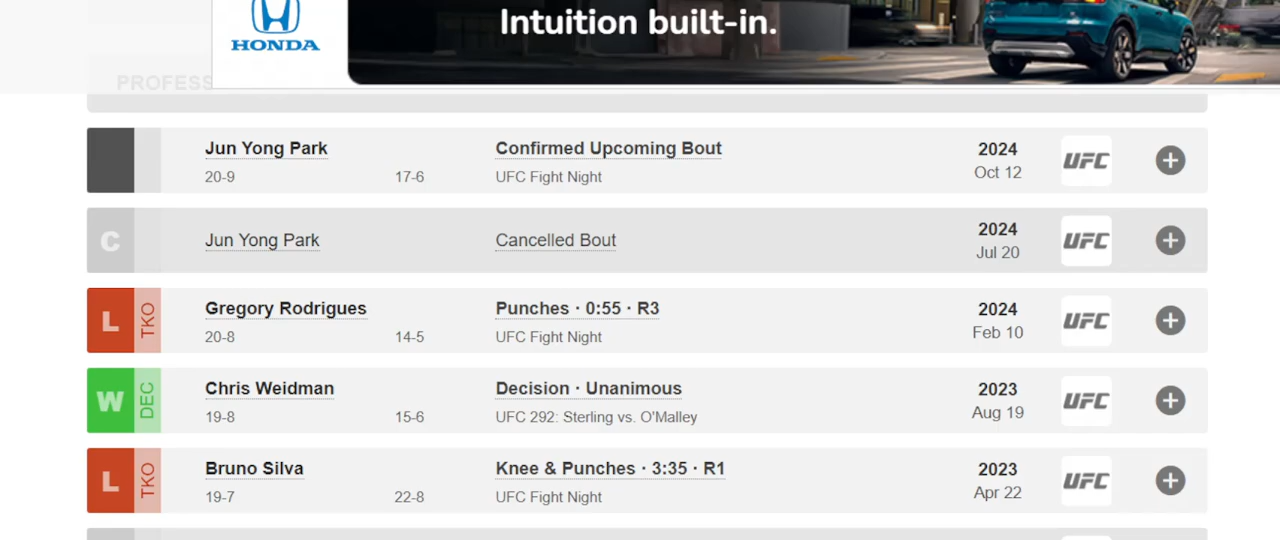 Intuition built-in.
HONDA
PROFESS
Jun Yong Park Confirmed Upcoming Bout 2024 UFC
20-9 17-6 UFC Fight Night Oct 12
C Jun Yong Park Cancelled Bout 2024 UFC
Jul 20
L TKO Gregory Rodrigues Punches · 0:55 · R3 2024 UFC
20-8 14-5 UFC Fight Night Feb 10
W DEC Chris Weidman Decision · Unanimous 2023 UFC
19-8 15-6 UFC 292: Sterling vs. O'Malley Aug 19
L TKO Bruno Silva Knee & Punches · 3:35 · R1 2023 UFC
19-7 22-8 UFC Fight Night Apr 22